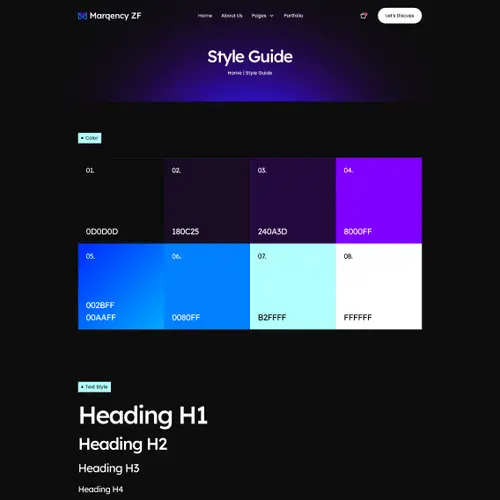 Marqency ZF
Home About Us Pages Portfolio
Let's Discuss
Style Guide
Home | Style Guide
Color
01. 02. 03. 04.
0D0D0D 180C25 240A3D 8000FF
05. 06. 07. 08.
002BFF
00AAFF 0080FF B2FFFF FFFFFF
Text Style
Heading H1
Heading H2
Heading H3
Heading H4